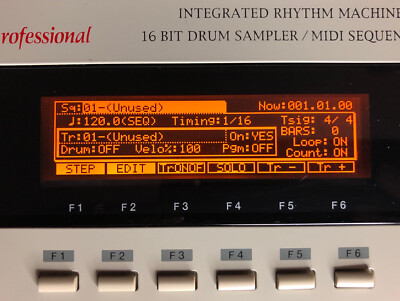 INTEGRATED RHYTHM MACHINE
professional
16 BIT DRUM SAMPLER / MIDI SEQUEN
Sq:01-(Unused) Now:001.01.00
♩:120.0(SEQ) Timing:1/16 Tsig: 4/ 4
BARS: 0
Tr:01-(Unused) On:YES
Loop: ON
Drum:OFF Velo%:100 Pgm:OFF
Count: ON
STEP EDIT TrONOF SOLO Tr - Tr +
F1 F2 F3 F4 F5 F6
F1 F2 F3 F4 F5 F6